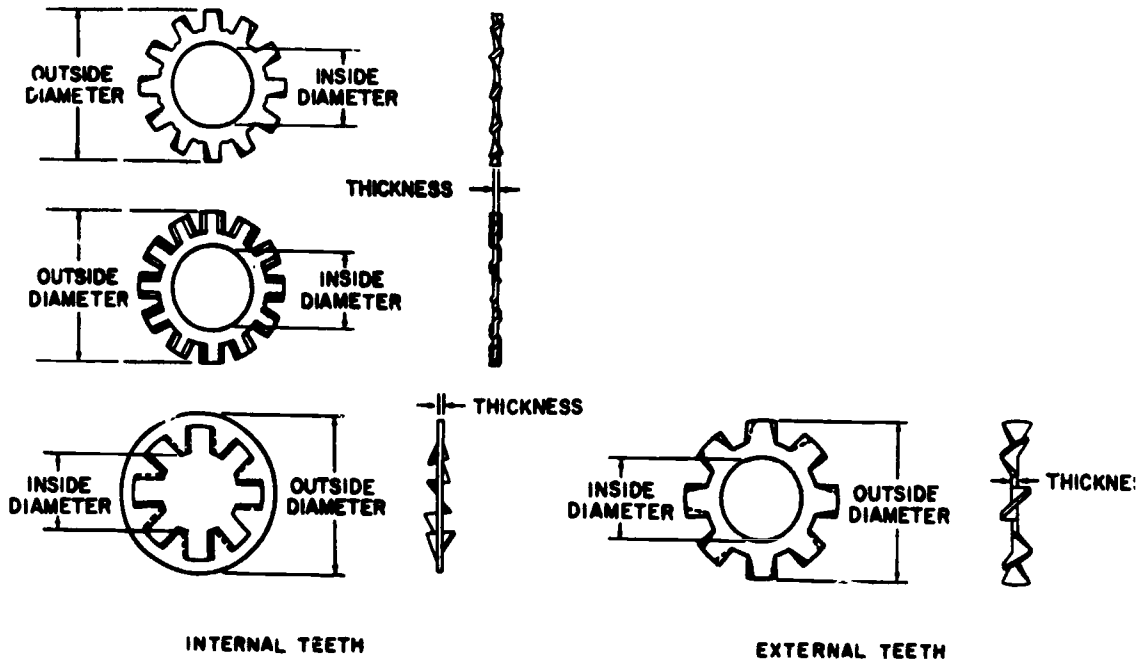 OUTSIDE
DIAMETER
INSIDE
DIAMETER
THICKNESS
OUTSIDE
DIAMETER
INSIDE
DIAMETER
THICKNESS
INSIDE
DIAMETER
OUTSIDE
DIAMETER
INSIDE
DIAMETER
OUTSIDE
DIAMETER
THICKNES
INTERNAL TEETH
EXTERNAL TEETH